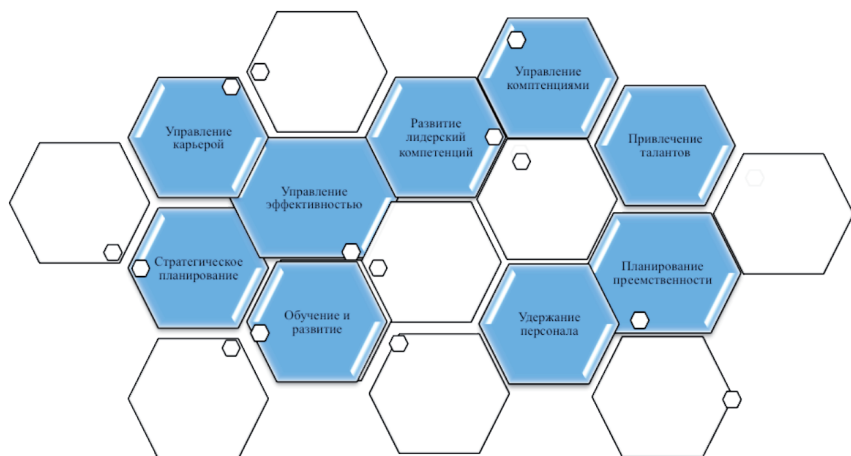 Управление
комптенциями
Развитие
лидерский
компетенций
Управление
карьерой
Привлечение
талантов
Управление
эффективностью
Стратегическое
планирование
Планирование
преемственности
Обучение и
развитие
Удержание
персонала